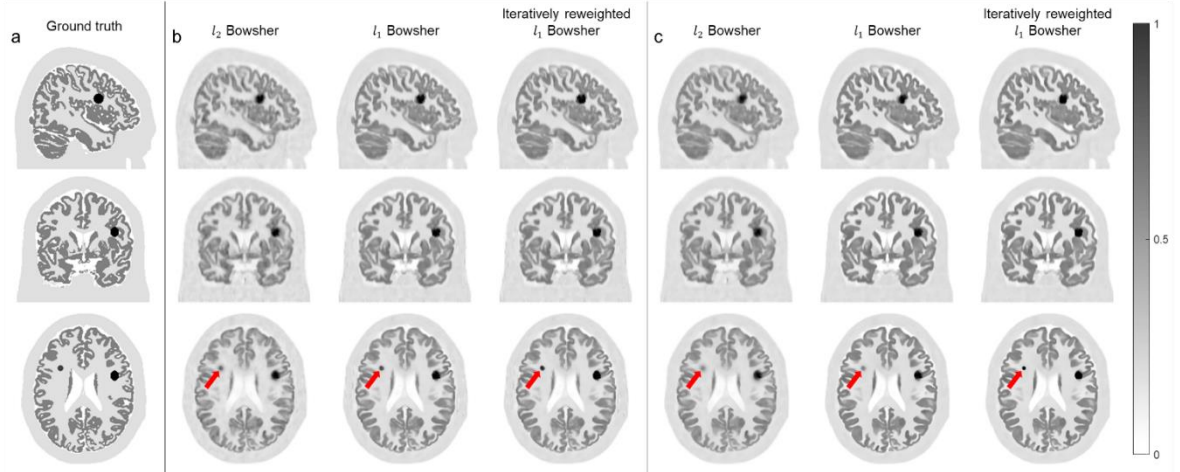 a
Ground truth
b
l₂ Bowsher
l₁ Bowsher
Iteratively reweighted
l₁ Bowsher
c
l₂ Bowsher
l₁ Bowsher
Iteratively reweighted
l₁ Bowsher
1
0.5
0